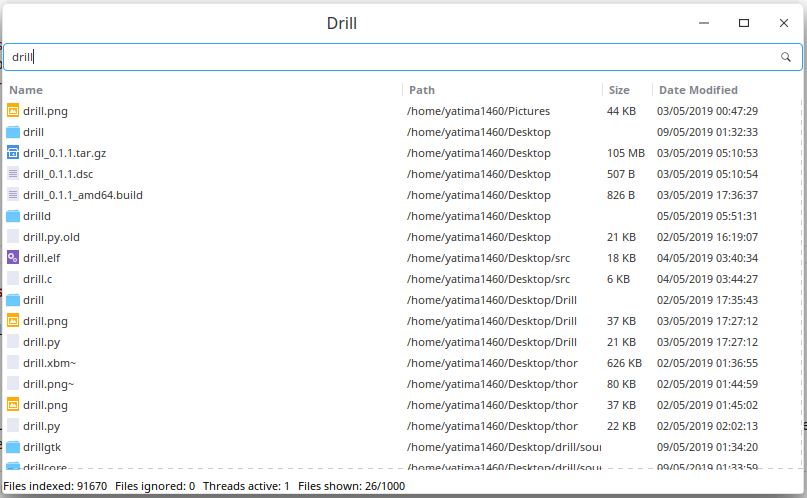 Drill
drill
Name Path Size Date Modified
drill.png /home/yatima1460/Pictures 44 KB 03/05/2019 00:47:29
drill /home/yatima1460/Desktop 09/05/2019 01:32:33
drill_0.1.1.tar.gz /home/yatima1460/Desktop 105 MB 03/05/2019 05:10:53
drill_0.1.1.dsc /home/yatima1460/Desktop 507 B 03/05/2019 05:10:54
drill_0.1.1_amd64.build /home/yatima1460/Desktop 826 B 03/05/2019 17:36:37
drilld /home/yatima1460/Desktop 05/05/2019 05:51:31
drill.py.old /home/yatima1460/Desktop 21 KB 02/05/2019 16:19:07
drill.elf /home/yatima1460/Desktop/src 18 KB 04/05/2019 03:40:34
drill.c /home/yatima1460/Desktop/src 6 KB 04/05/2019 03:44:27
drill /home/yatima1460/Desktop/Drill 02/05/2019 17:35:43
drill.png /home/yatima1460/Desktop/Drill 37 KB 03/05/2019 17:27:12
drill.py /home/yatima1460/Desktop/Drill 21 KB 03/05/2019 17:27:12
drill.xbm~ /home/yatima1460/Desktop/thor 626 KB 02/05/2019 01:36:55
drill.png~ /home/yatima1460/Desktop/thor 80 KB 02/05/2019 01:44:59
drill.png /home/yatima1460/Desktop/thor 37 KB 02/05/2019 01:45:02
drill.py /home/yatima1460/Desktop/thor 22 KB 02/05/2019 02:02:13
drillgtk /home/yatima1460/Desktop/drill/sour 09/05/2019 01:34:20
drillcore /home/yatima1460/Desktop/drill/sour 09/05/2019 01:33:59
Files indexed: 91670 Files ignored: 0 Threads active: 1 Files shown: 26/1000